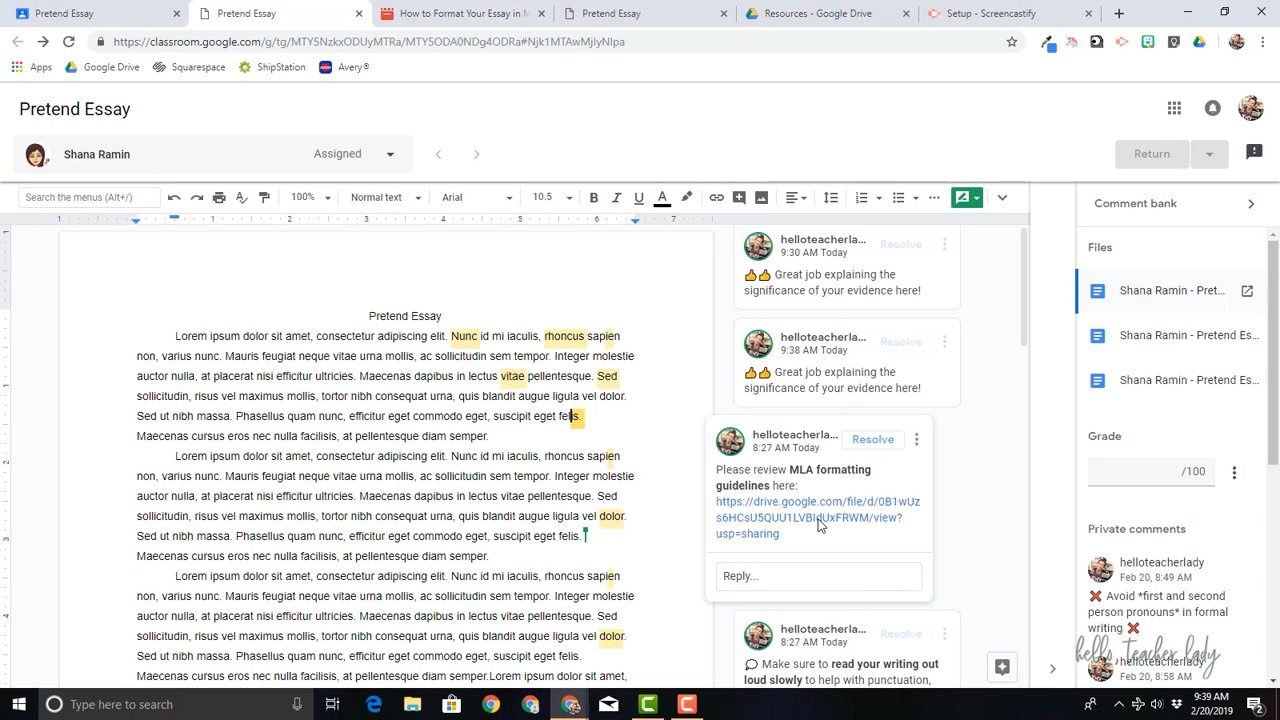 Pretend Essay
Pretend Essay
How to Format Your Essay in M
Pretend Essay
Resources - Google Drive
Setup - Screencastify
https://classroom.google.com/g/tg/MTY5NzkxODUyMTRa/MTY5ODA0NDg4ODRa#Njk1MTAwMjIyNlpa
Apps
Google Drive
Squarespace
ShipStation
Avery®
Pretend Essay
Shana Ramin
Assigned
Return
Search the menus (Alt+/)
100%
Normal text
Arial
10.5
Comment bank
Files
Shana Ramin - Pret...
Shana Ramin - Pretend Es...
Shana Ramin - Pretend Es...
Grade
/100
Private comments
helloteacherlady
Feb 20, 8:49 AM
❌ Avoid *first and second
person pronouns* in formal
writing ❌
hello, teacher lady
helloteacherlady
Feb 20, 8:58 AM
Pretend Essay
Lorem ipsum dolor sit amet, consectetur adipiscing elit. Nunc id mi iaculis, rhoncus sapien
non, varius nunc. Mauris feugiat neque vitae urna mollis, ac sollicitudin sem tempor. Integer molestie
auctor nulla, at placerat nisi efficitur ultricies. Maecenas dapibus in lectus vitae pellentesque. Sed
sollicitudin, risus vel maximus mollis, tortor nibh consequat urna, quis blandit augue ligula vel dolor.
Sed ut nibh massa. Phasellus quam nunc, efficitur eget commodo eget, suscipit eget felis.
Maecenas cursus eros nec nulla facilisis, at pellentesque diam semper.
Lorem ipsum dolor sit amet, consectetur adipiscing elit. Nunc id mi iaculis, rhoncus sapien
non, varius nunc. Mauris feugiat neque vitae urna mollis, ac sollicitudin sem tempor. Integer molestie
auctor nulla, at placerat nisi efficitur ultricies. Maecenas dapibus in lectus vitae pellentesque. Sed
sollicitudin, risus vel maximus mollis, tortor nibh consequat urna, quis blandit augue ligula vel dolor.
Sed ut nibh massa. Phasellus quam nunc, efficitur eget commodo eget, suscipit eget felis.
Maecenas cursus eros nec nulla facilisis, at pellentesque diam semper.
Lorem ipsum dolor sit amet, consectetur adipiscing elit. Nunc id mi iaculis, rhoncus sapien
non, varius nunc. Mauris feugiat neque vitae urna mollis, ac sollicitudin sem tempor. Integer molestie
auctor nulla, at placerat nisi efficitur ultricies. Maecenas dapibus in lectus vitae pellentesque. Sed
sollicitudin, risus vel maximus mollis, tortor nibh consequat urna, quis blandit augue ligula vel dolor.
Sed ut nibh massa. Phasellus quam nunc, efficitur eget commodo eget, suscipit eget felis.
Maecenas cursus eros nec nulla facilisis, at pellentesque diam semper.Lorem ipsum dolor sit amet,
helloteacherla...
Resolve
9:30 AM Today
👍👍 Great job explaining the
significance of your evidence here!
helloteacherla...
Resolve
9:38 AM Today
👍👍 Great job explaining the
significance of your evidence here!
helloteacherla...
Resolve
8:27 AM Today
Please review MLA formatting
guidelines here:
https://drive.google.com/file/d/0B1wUz
s6HCsU5QUU1LVBIdUxFRWM/view?
usp=sharing
Reply...
helloteacherla...
Resolve
8:27 AM Today
💬 Make sure to read your writing out
loud slowly to help with punctuation,
Type here to search
9:39 AM
2/20/2019
2